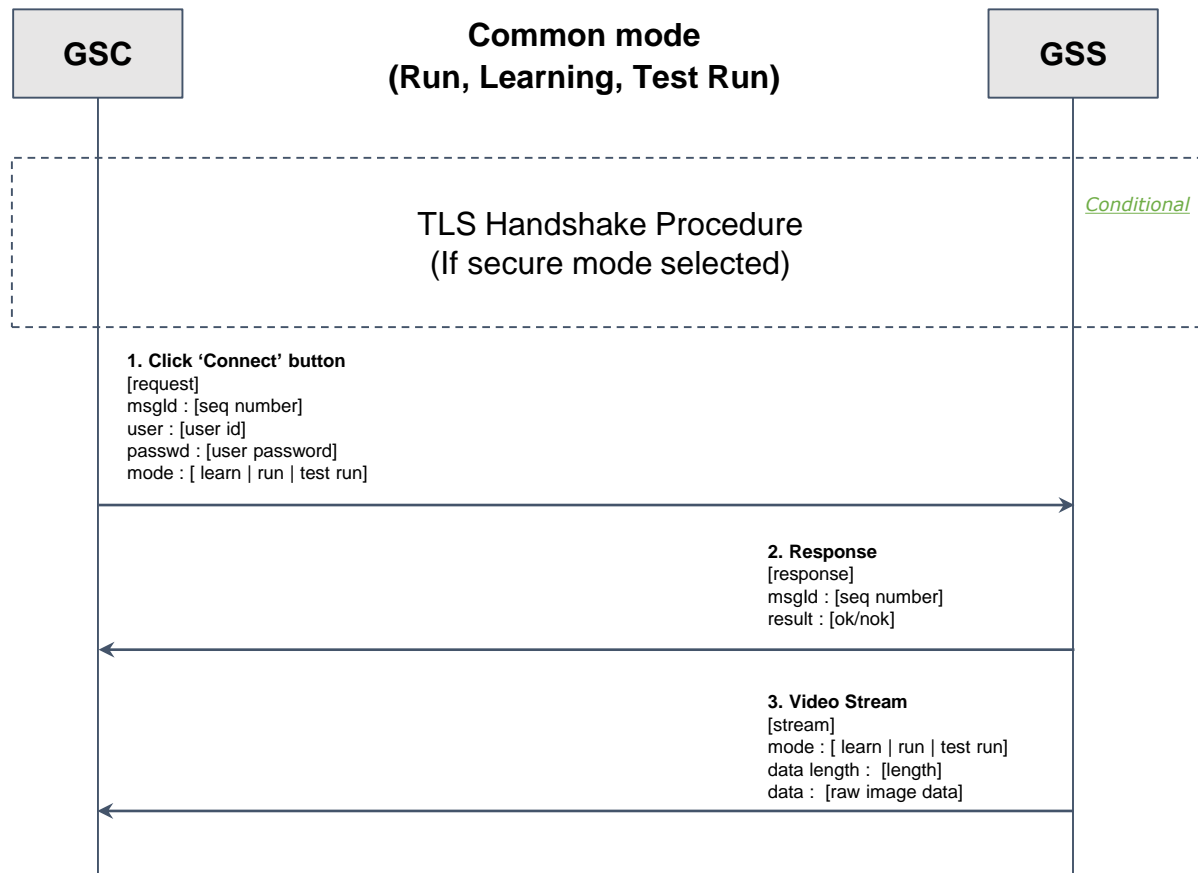 GSC
Common mode
(Run, Learning, Test Run)
GSS
Conditional
TLS Handshake Procedure
(If secure mode selected)
1. Click ‘Connect’ button
[request]
msgId : [seq number]
user : [user id]
passwd : [user password]
mode : [ learn | run | test run]
2. Response
[response]
msgId : [seq number]
result : [ok/nok]
3. Video Stream
[stream]
mode : [ learn | run | test run]
data length :  [length]
data :  [raw image data]